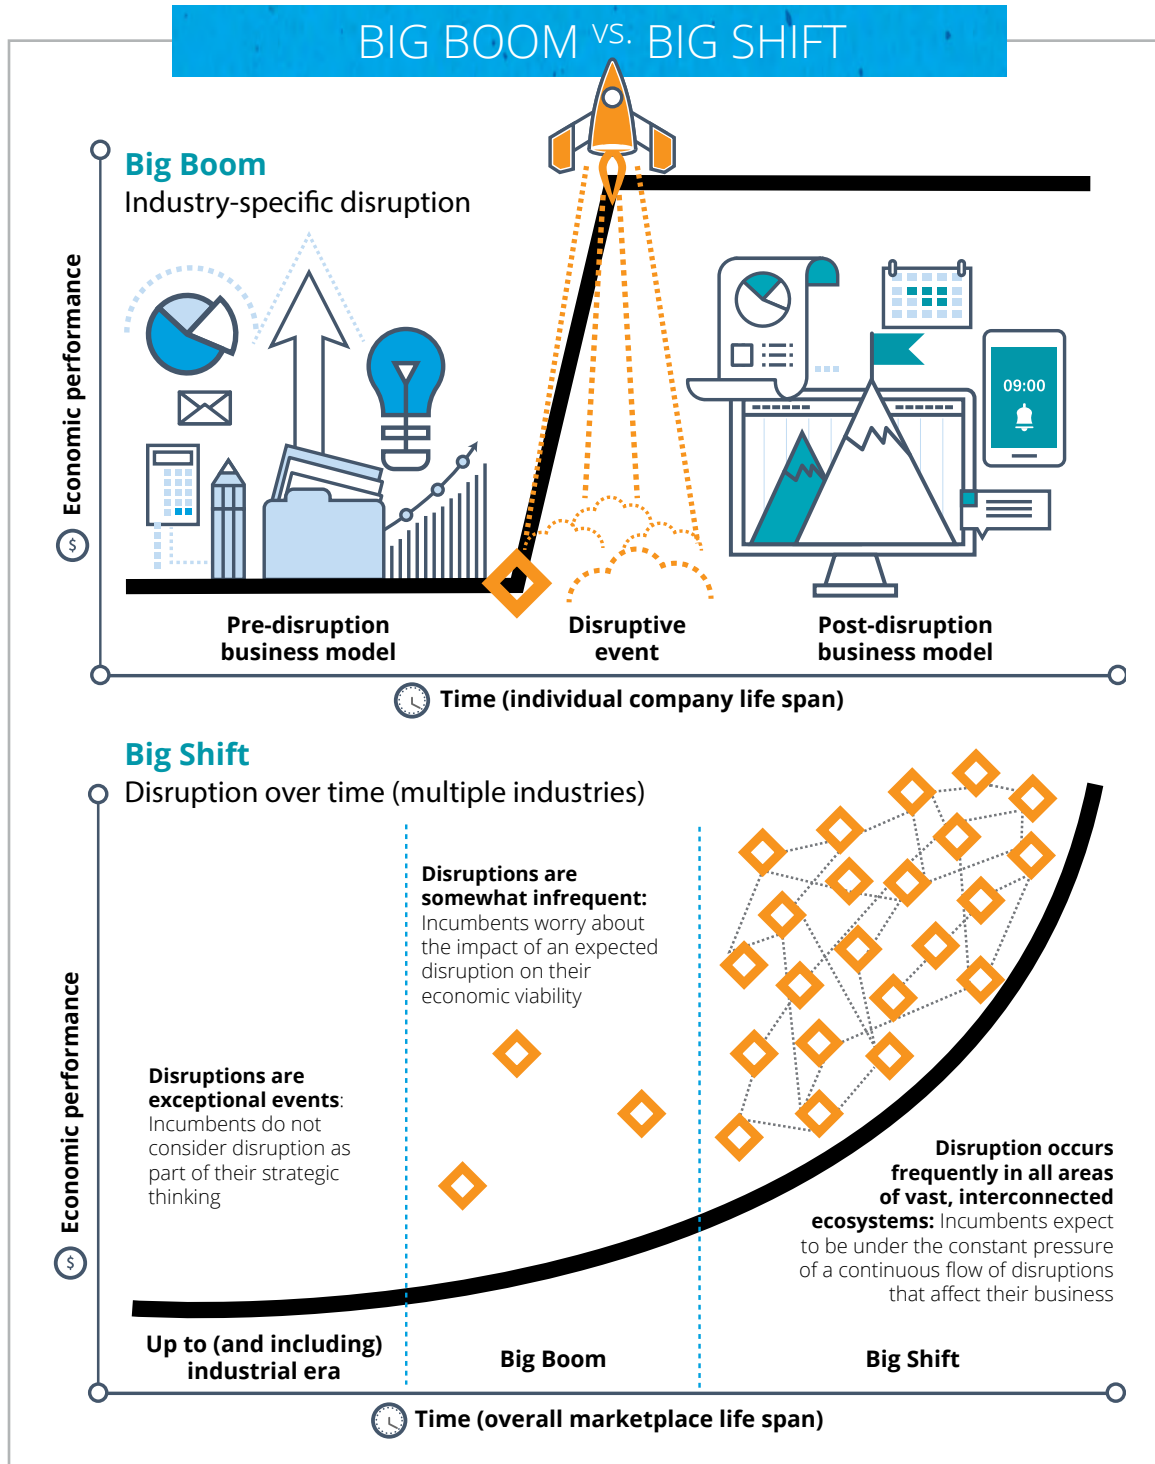 BIG BOOM VS. BIG SHIFT
Big Boom
Industry-specific disruption
Economic performance
$
09:00
Pre-disruption
business model
Disruptive
event
Post-disruption
business model
Time (individual company life span)
Big Shift
Disruption over time (multiple industries)
Economic performance
$
Disruptions are
exceptional events:
Incumbents do not
consider disruption as
part of their strategic
thinking
Disruptions are
somewhat infrequent:
Incumbents worry about
the impact of an expected
disruption on their
economic viability
Disruption occurs
frequently in all areas
of vast, interconnected
ecosystems: Incumbents expect
to be under the constant pressure
of a continuous flow of disruptions
that affect their business
Up to (and including)
industrial era
Big Boom
Big Shift
Time (overall marketplace life span)